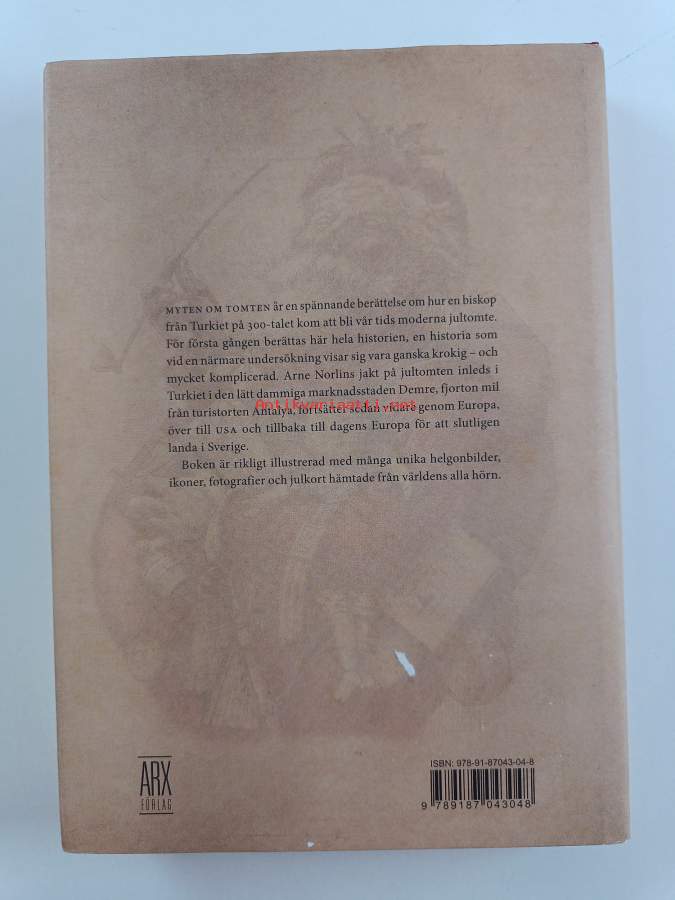 MYTEN OM TOMTEN är en spännande berättelse om hur en biskop
från Turkiet på 300-talet kom att bli vår tids moderna jultomte.
För första gången berättas här hela historien, en historia som
vid en närmare undersökning visar sig vara ganska krokig – och
mycket komplicerad. Arne Norlins jakt på jultomten inleds i
Turkiet i den lätt dammiga marknadsstaden Demre, fjorton mil
från turistorten Antalya, fortsätter sedan vidare genom Europa,
Antikvariaatti.net
över till USA och tillbaka till dagens Europa för att slutligen
landa i Sverige.
Boken är rikligt illustrerad med många unika helgonbilder,
ikoner, fotografier och julkort hämtade från världens alla hörn.
ARX
FÖRLAG
ISBN: 978-91-87043-04-8
9 789187 043048